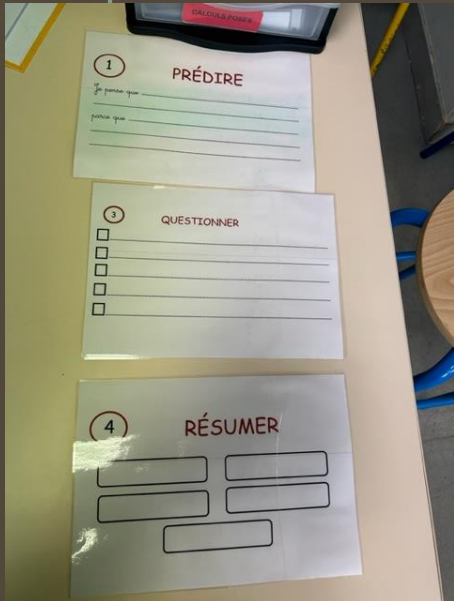 CALCULS POSÉS
1
PRÉDIRE
Je pense que
parce que
3
QUESTIONNER
4
RÉSUMER